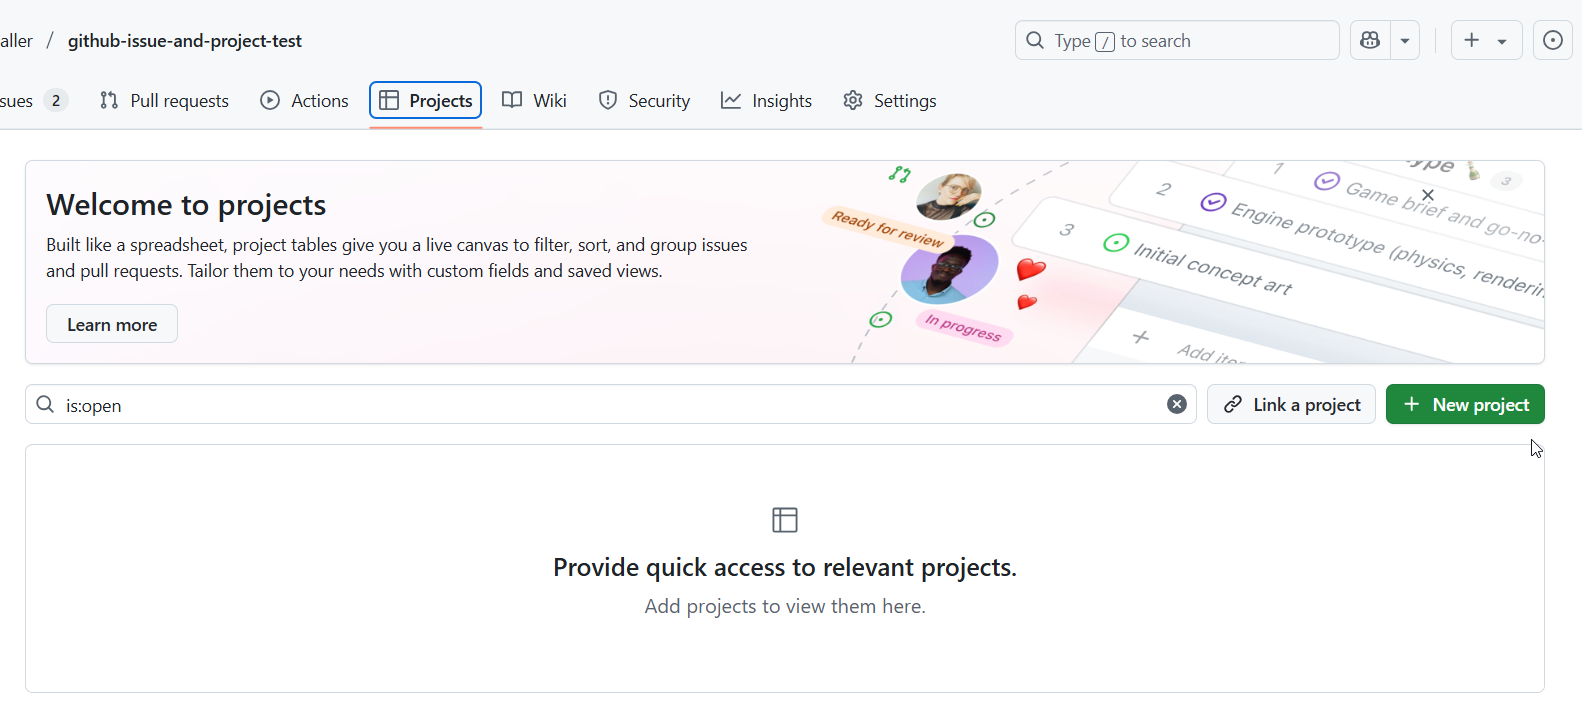 aller / github-issue-and-project-test
Type / to search
sues 2 Pull requests Actions Projects Wiki Security Insights Settings
Welcome to projects
Built like a spreadsheet, project tables give you a live canvas to filter, sort, and group issues
and pull requests. Tailor them to your needs with custom fields and saved views.
Learn more
Ready for review
In progress
ype 3
1 Game brief and go-no-
2 Engine prototype (physics, renderin
3 Initial concept art
+ Add ite
is:open
Link a project
New project
Provide quick access to relevant projects.
Add projects to view them here.